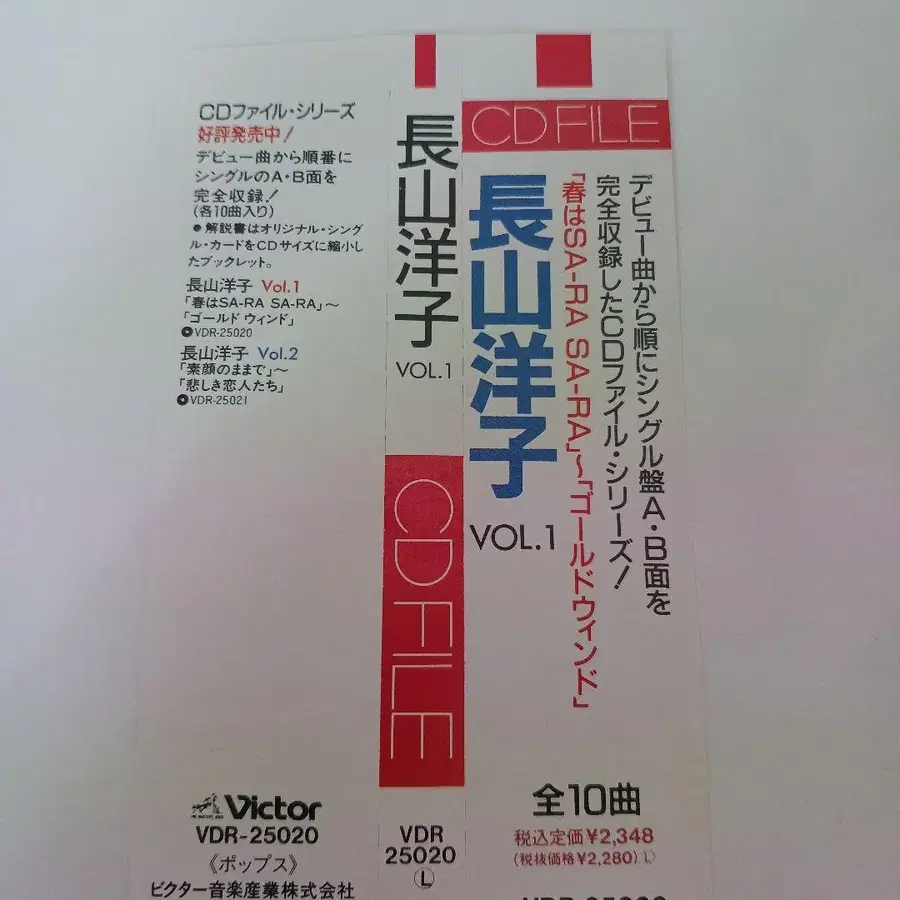 CDファイル・シリーズ
好評発売中!
デビュー曲から順番に
シングルのA・B面を
完全収録!
(各10曲入り)
●解説書はオリジナル・シング
ル・カードをCDサイズに縮小し
たブックレット。
長山洋子 Vol.1
「春はSA-RA SA-RA」〜
「ゴールド ウィンド」
VDR-25020
長山洋子 Vol.2
「素顔のままで」〜
「悲しき恋人たち」
VDR-25021
Victor
VDR-25020
《ポップス》
ビクター音楽産業株式会社
長山洋子
VOL.1
CD FILE
VDR
25020
Ⓛ
CD FILE
デビュー曲から順にシングル盤A・B面を
完全収録したCDファイル・シリーズ!
「春はSA-RA SA-RA」〜「ゴールドウィンド」
長山洋子
VOL.1
全10曲
税込定価¥2,348
(税抜価格¥2,280)Ⓛ